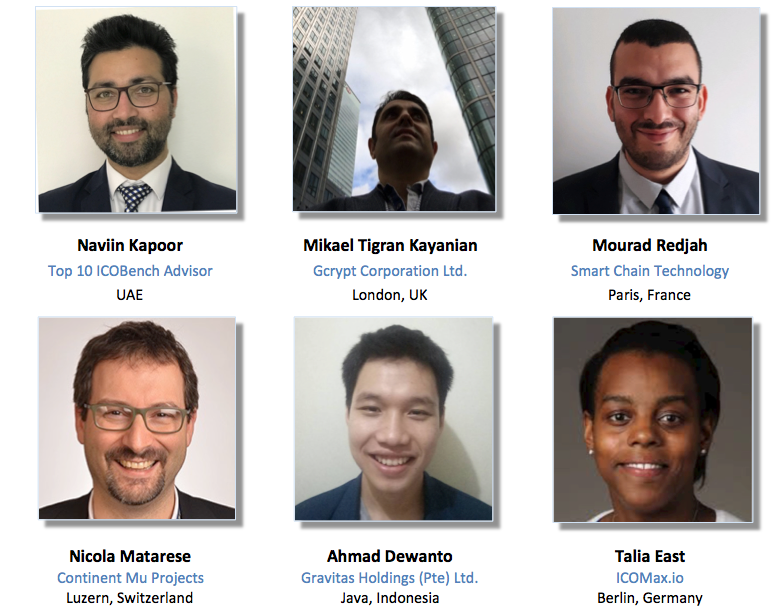 Naviin Kapoor
Top 10 ICOBench Advisor
UAE
Mikael Tigran Kayanian
Gcrypt Corporation Ltd.
London, UK
Mourad Redjah
Smart Chain Technology
Paris, France
Nicola Matarese
Continent Mu Projects
Luzern, Switzerland
Ahmad Dewanto
Gravitas Holdings (Pte) Ltd.
Java, Indonesia
Talia East
ICOMax.io
Berlin, Germany